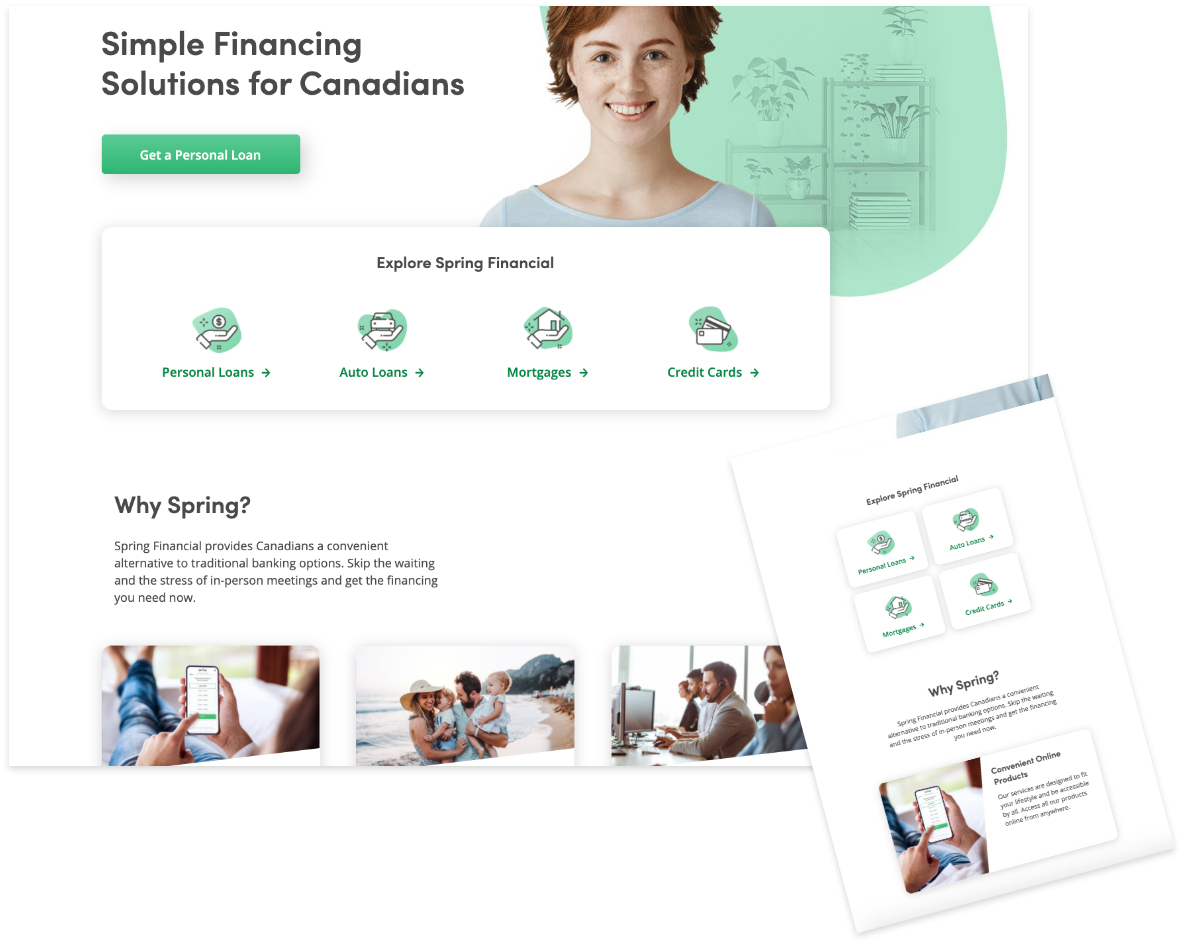 Simple Financing
Solutions for Canadians
Get a Personal Loan
Explore Spring Financial
Personal Loans →
Auto Loans →
Mortgages →
Credit Cards →
Why Spring?
Spring Financial provides Canadians a convenient
alternative to traditional banking options. Skip the waiting
and the stress of in-person meetings and get the financing
you need now.
Explore Spring Financial
Personal Loans →
Auto Loans →
Mortgages →
Credit Cards →
Why Spring?
Spring Financial provides Canadians a convenient
alternative to traditional banking options. Skip the waiting
and the stress of in-person meetings and get the financing
you need now.
Convenient Online
Products
Our services are designed to fit
your lifestyle and be accessible
by all. Access all our products
online from anywhere.